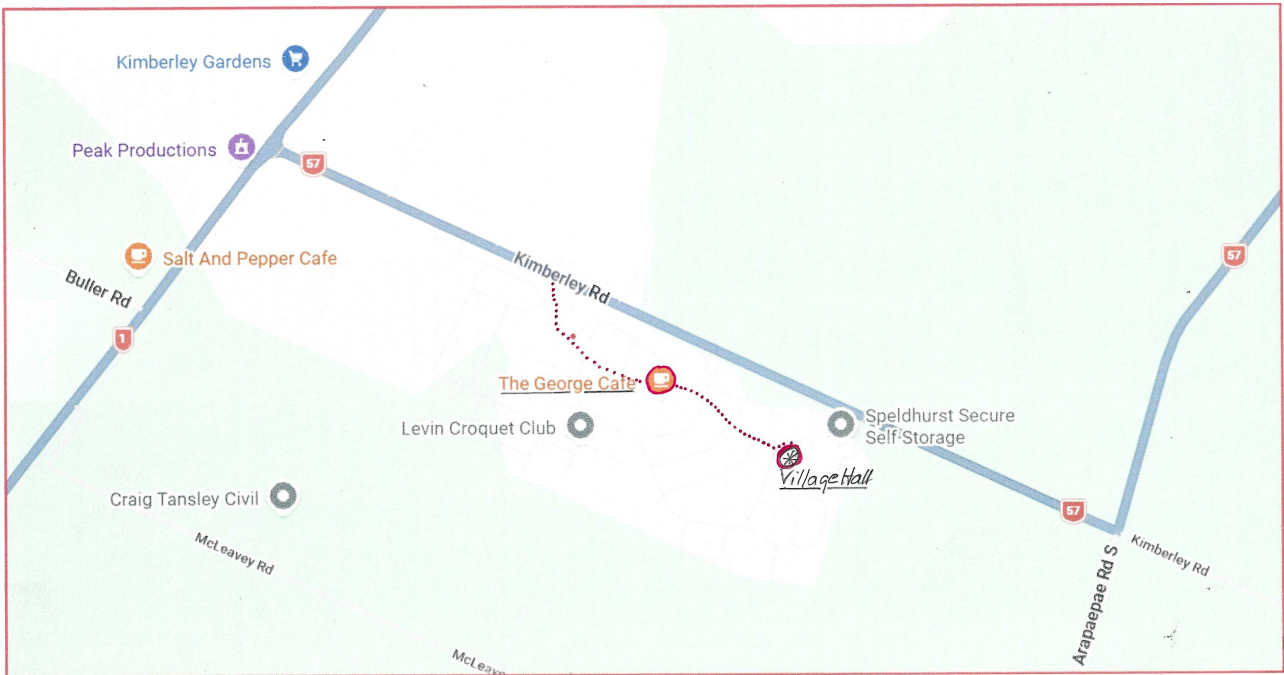 Kimberley Gardens
Peak Productions
57
Salt And Pepper Cafe
Buller Rd
1
Kimberley Rd
57
The George Cafe
Levin Croquet Club
Speldhurst Secure
Self-Storage
Village Hall
Craig Tansley Civil
McLeavey Rd
57
Kimberley Rd
Arapaepae Rd S
McLeave